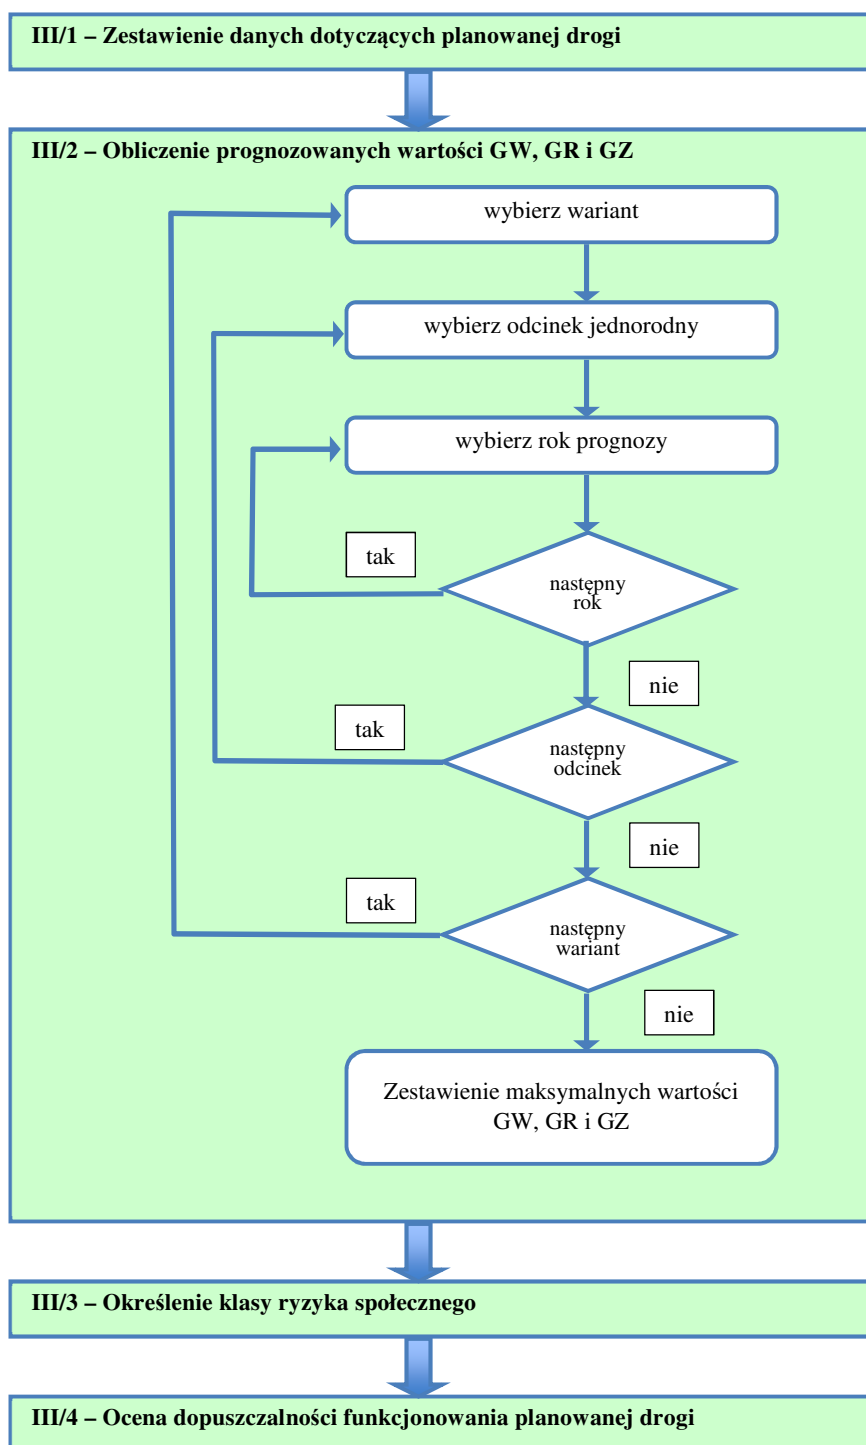 III/1 – Zestawienie danych dotyczących planowanej drogi
III/2 – Obliczenie prognozowanych wartości GW, GR i GZ
wybierz wariant
wybierz odcinek jednorodny
wybierz rok prognozy
tak
następny
rok
nie
tak
następny
odcinek
nie
tak
następny
wariant
nie
Zestawienie maksymalnych wartości
GW, GR i GZ
III/3 – Określenie klasy ryzyka społecznego
III/4 – Ocena dopuszczalności funkcjonowania planowanej drogi